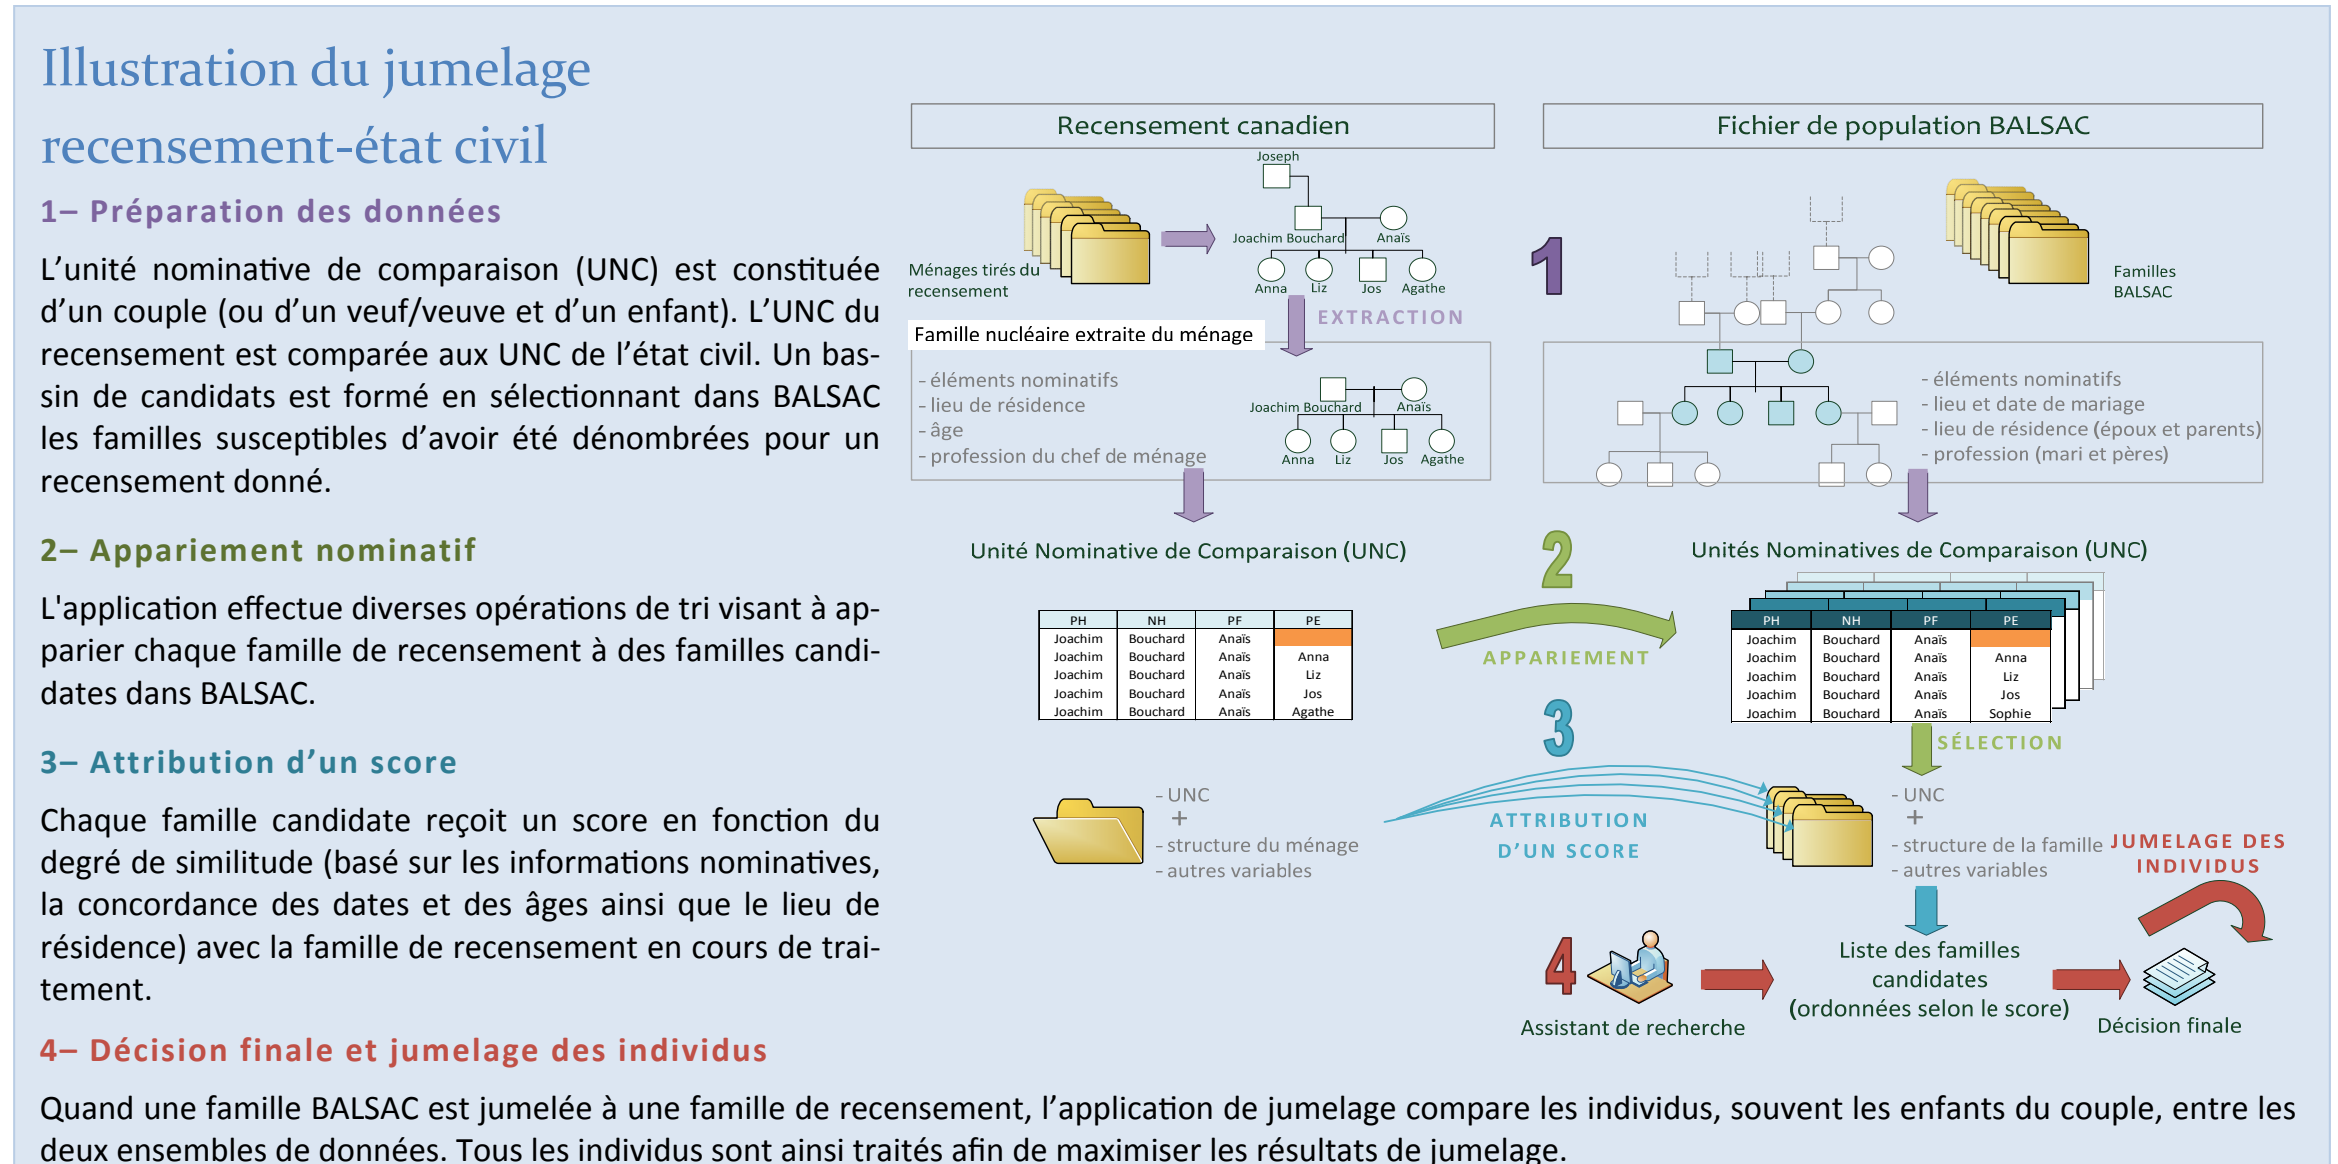 Illustration du jumelage
recensement-état civil
1– Préparation des données
L’unité nominative de comparaison (UNC) est constituée
d’un couple (ou d’un veuf/veuve et d’un enfant). L’UNC du
recensement est comparée aux UNC de l’état civil. Un bas-
sin de candidats est formé en sélectionnant dans BALSAC
les familles susceptibles d’avoir été dénombrées pour un
recensement donné.
2– Appariement nominatif
L'application effectue diverses opérations de tri visant à ap-
parier chaque famille de recensement à des familles candi-
dates dans BALSAC.
3– Attribution d’un score
Chaque famille candidate reçoit un score en fonction du
degré de similitude (basé sur les informations nominatives,
la concordance des dates et des âges ainsi que le lieu de
résidence) avec la famille de recensement en cours de trai-
tement.
4– Décision finale et jumelage des individus
Quand une famille BALSAC est jumelée à une famille de recensement, l’application de jumelage compare les individus, souvent les enfants du couple, entre les
deux ensembles de données. Tous les individus sont ainsi traités afin de maximiser les résultats de jumelage.
Recensement canadien
Joseph
Joachim Bouchard Anaïs
Anna Liz Jos Agathe
Ménages tirés du
recensement
EXTRACTION
Famille nucléaire extraite du ménage
- éléments nominatifs
- lieu de résidence
- âge
- profession du chef de ménage
Joachim Bouchard Anaïs
Anna Liz Jos Agathe
Unité Nominative de Comparaison (UNC)
PH NH PF PE
Joachim Bouchard Anaïs
Joachim Bouchard Anaïs Anna
Joachim Bouchard Anaïs Liz
Joachim Bouchard Anaïs Jos
Joachim Bouchard Anaïs Agathe
- UNC
+
- structure du ménage
- autres variables
1
2
APPARIEMENT
3
ATTRIBUTION
D’UN SCORE
Fichier de population BALSAC
Familles
BALSAC
- éléments nominatifs
- lieu et date de mariage
- lieu de résidence (époux et parents)
- profession (mari et pères)
Unités Nominatives de Comparaison (UNC)
PH NH PF PE
Joachim Bouchard Anaïs
Joachim Bouchard Anaïs Anna
Joachim Bouchard Anaïs Liz
Joachim Bouchard Anaïs Jos
Joachim Bouchard Anaïs Sophie
SÉLECTION
- UNC
+
- structure de la famille
- autres variables
JUMELAGE DES
INDIVIDUS
4
Assistant de recherche
Liste des familles
candidates
(ordonnées selon le score)
Décision finale